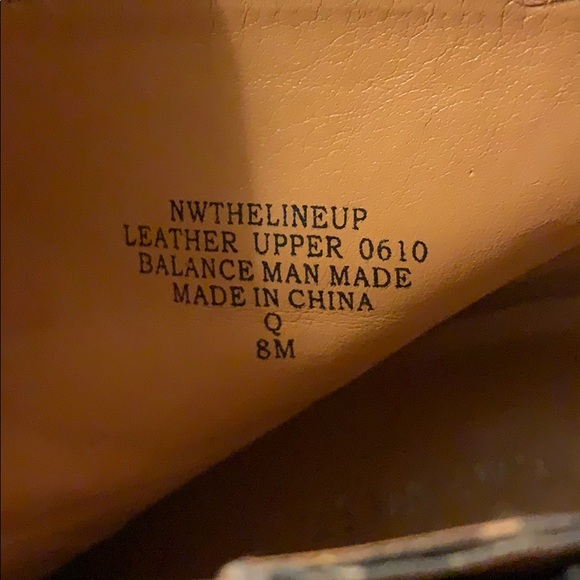 NWTHELINEUP
LEATHER UPPER 0610
BALANCE MAN MADE
MADE IN CHINA
Q
8M